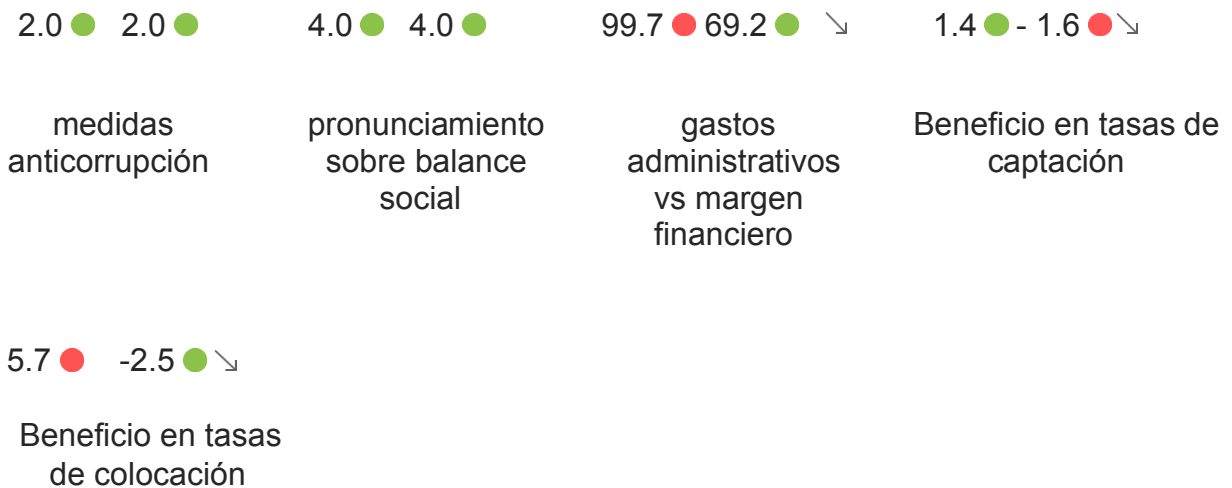 2.0 2.0 4.0 4.0 99.7 69.2 1.4 - 1.6
medidas
anticorrupción
pronunciamiento
sobre balance
social
gastos
administrativos
vs margen
financiero
Beneficio en tasas de
captación
5.7 -2.5
Beneficio en tasas
de colocación